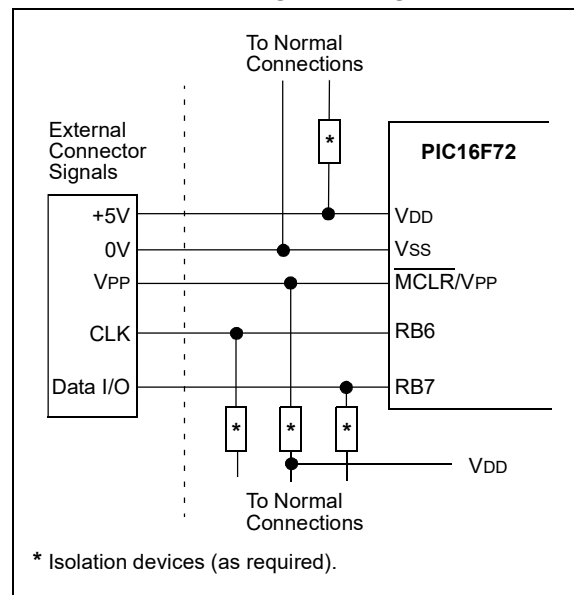 To Normal
Connections
*
External
Connector
Signals
PIC16F72
+5V
VDD
0V
VSS
VPP
MCLR/VPP
CLK
RB6
Data I/O
RB7
*
*
*
VDD
To Normal
Connections
* Isolation devices (as required).